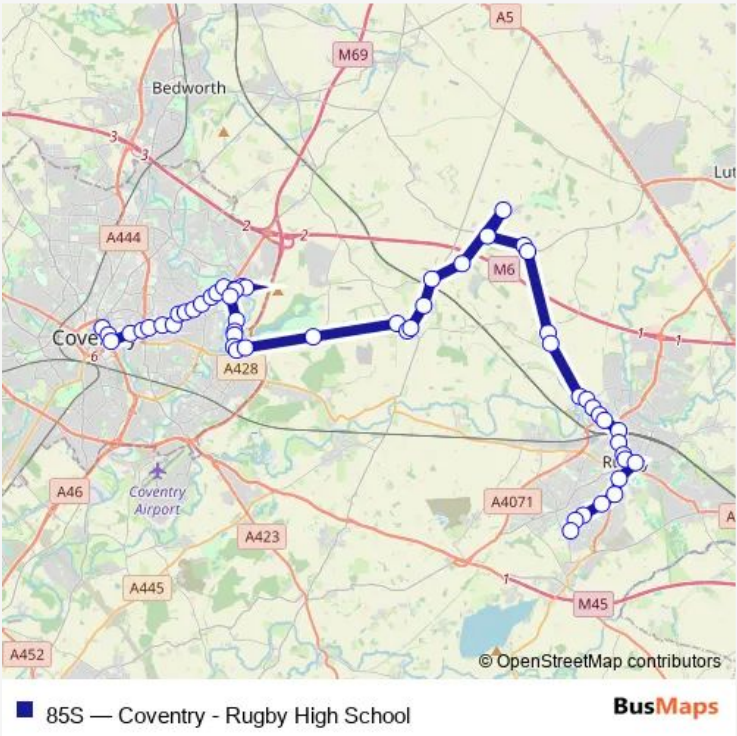 A5
M69
Bedworth
3
3
Lut
A444
2
2
M6
1
1
Cove
y
6
A428
R
y
A46
Coventry
Airport
A4071
A
A423
1
A445
M45
A452
© OpenStreetMap contributors
85S — Coventry - Rugby High School
BusMaps